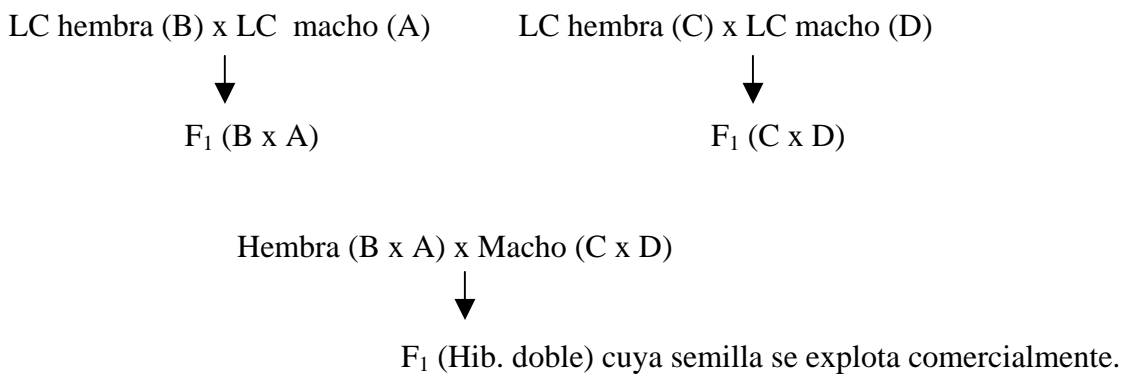 LC hembra (B) x LC macho (A) LC hembra (C) x LC macho (D)
F₁ (B x A) F₁ (C x D)
Hembra (B x A) x Macho (C x D)
F₁ (Hib. doble) cuya semilla se explota comercialmente.